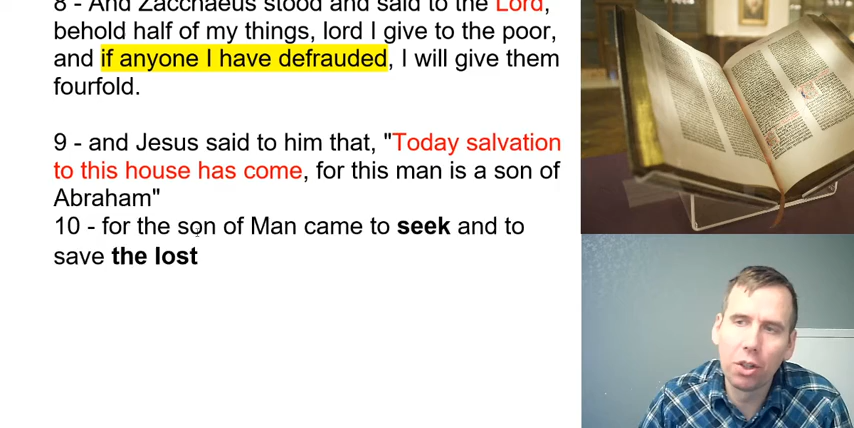 8 - And Zacchaeus stood and said to the Lord,
behold half of my things, lord I give to the poor,
and if anyone I have defrauded, I will give them
fourfold.
9 - and Jesus said to him that, "Today salvation
to this house has come, for this man is a son of
Abraham"
10 - for the son of Man came to seek and to
save the lost